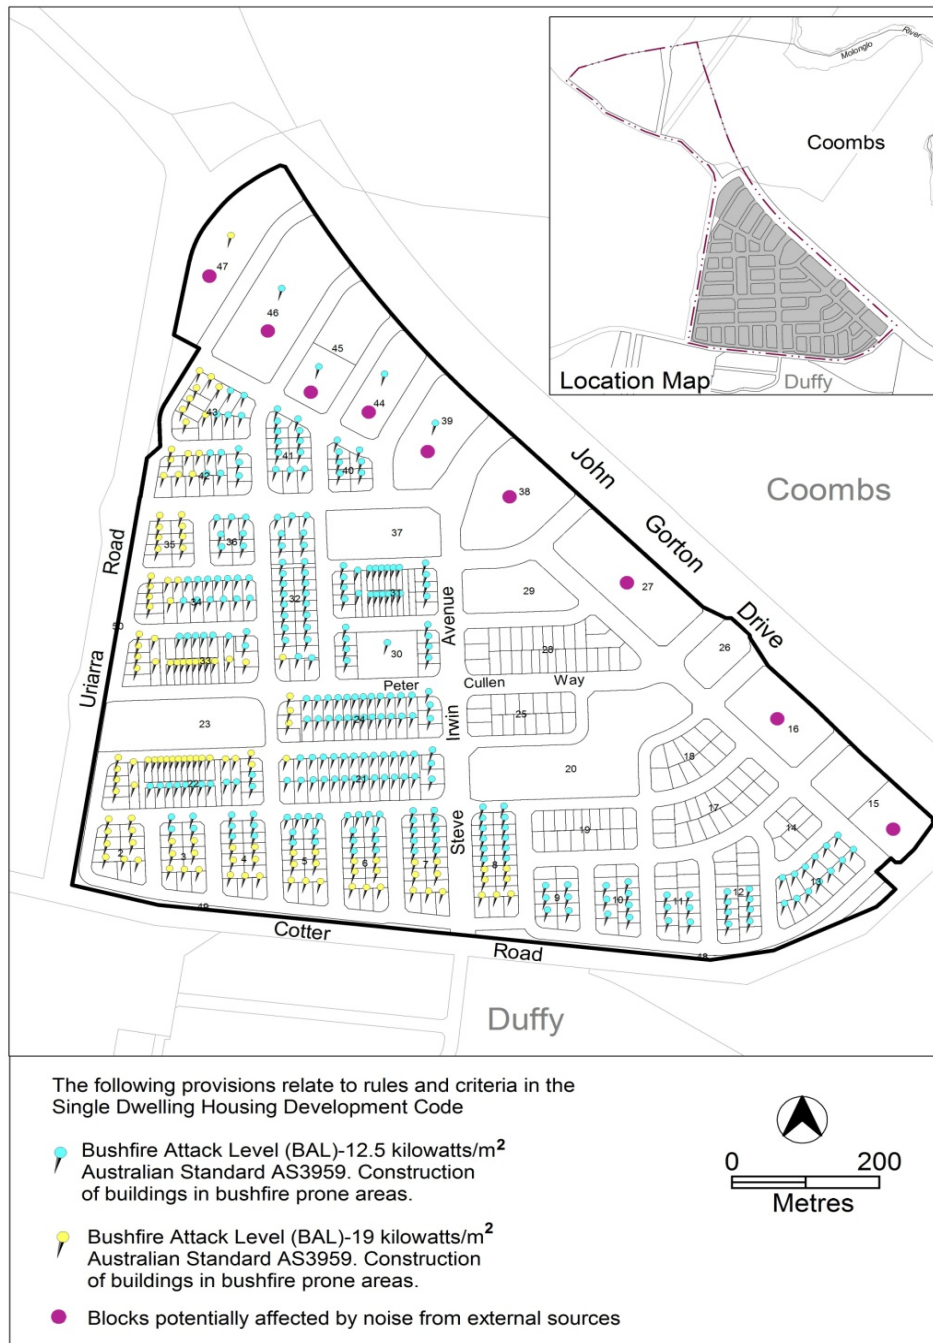 Molonglo
River
Coombs
Location Map
Duffy
47
46
45
44
43
39
41
40
42
38
John
Coombs
37
35
36
Gorton
Road
27
32
31
34
29
Avenue
Drive
50
33
30
28
26
Uriarra
Peter
Cullen
Way
23
24
Irwin
25
16
18
20
22
21
17
15
Steve
19
14
2
3
4
5
6
7
8
13
9
10
11
12
49
Cotter
Road
48
Duffy
The following provisions relate to rules and criteria in the
Single Dwelling Housing Development Code
Bushfire Attack Level (BAL)-12.5 kilowatts/m²
Australian Standard AS3959. Construction
of buildings in bushfire prone areas.
Bushfire Attack Level (BAL)-19 kilowatts/m²
Australian Standard AS3959. Construction
of buildings in bushfire prone areas.
Blocks potentially affected by noise from external sources
0 200
Metres